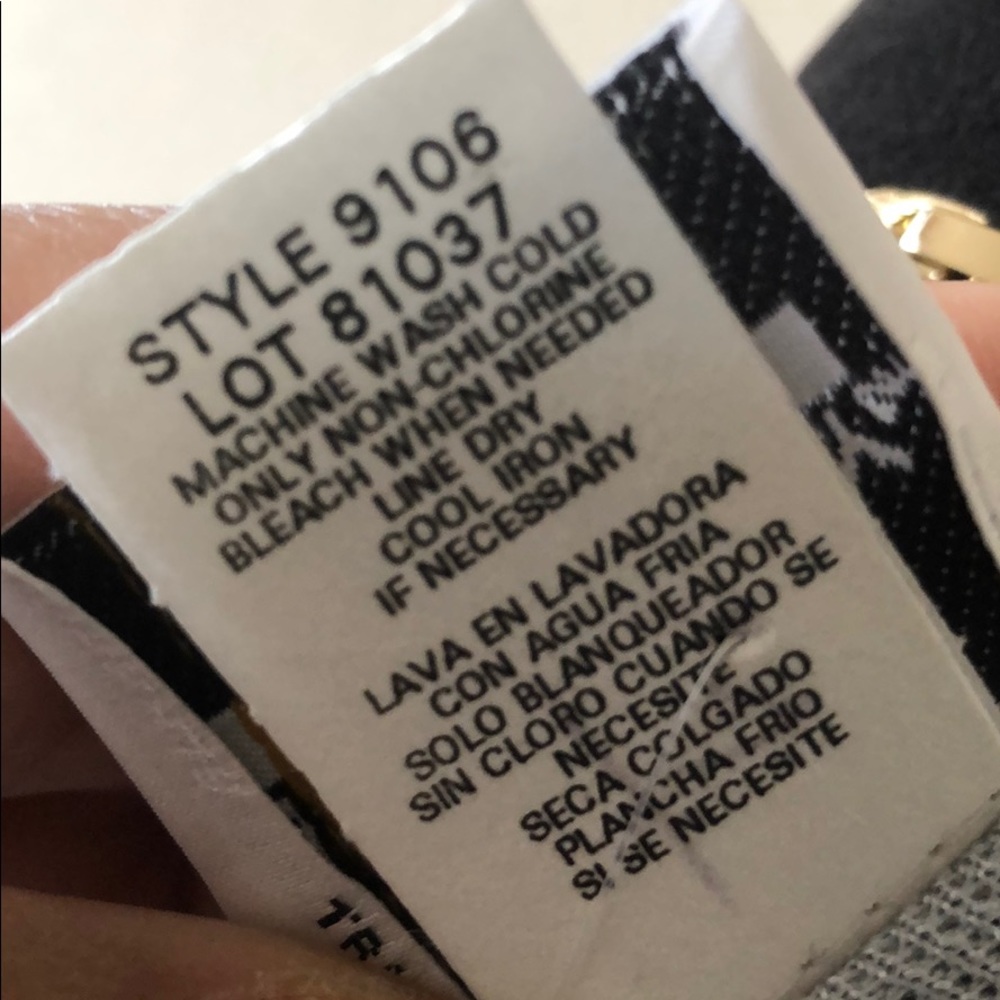 STYLE 9106
LOT 81037
MACHINE WASH COLD
ONLY NON-CHLORINE
BLEACH WHEN NEEDED
LINE DRY
COOL IRON
IF NECESSARY
LAVA EN LAVADORA
CON AGUA FRIA
SOLO BLANQUEADOR
SIN CLORO CUANDO SE
NECESITE
SECA COLGADO
PLANCHA FRIO
SI SE NECESITE